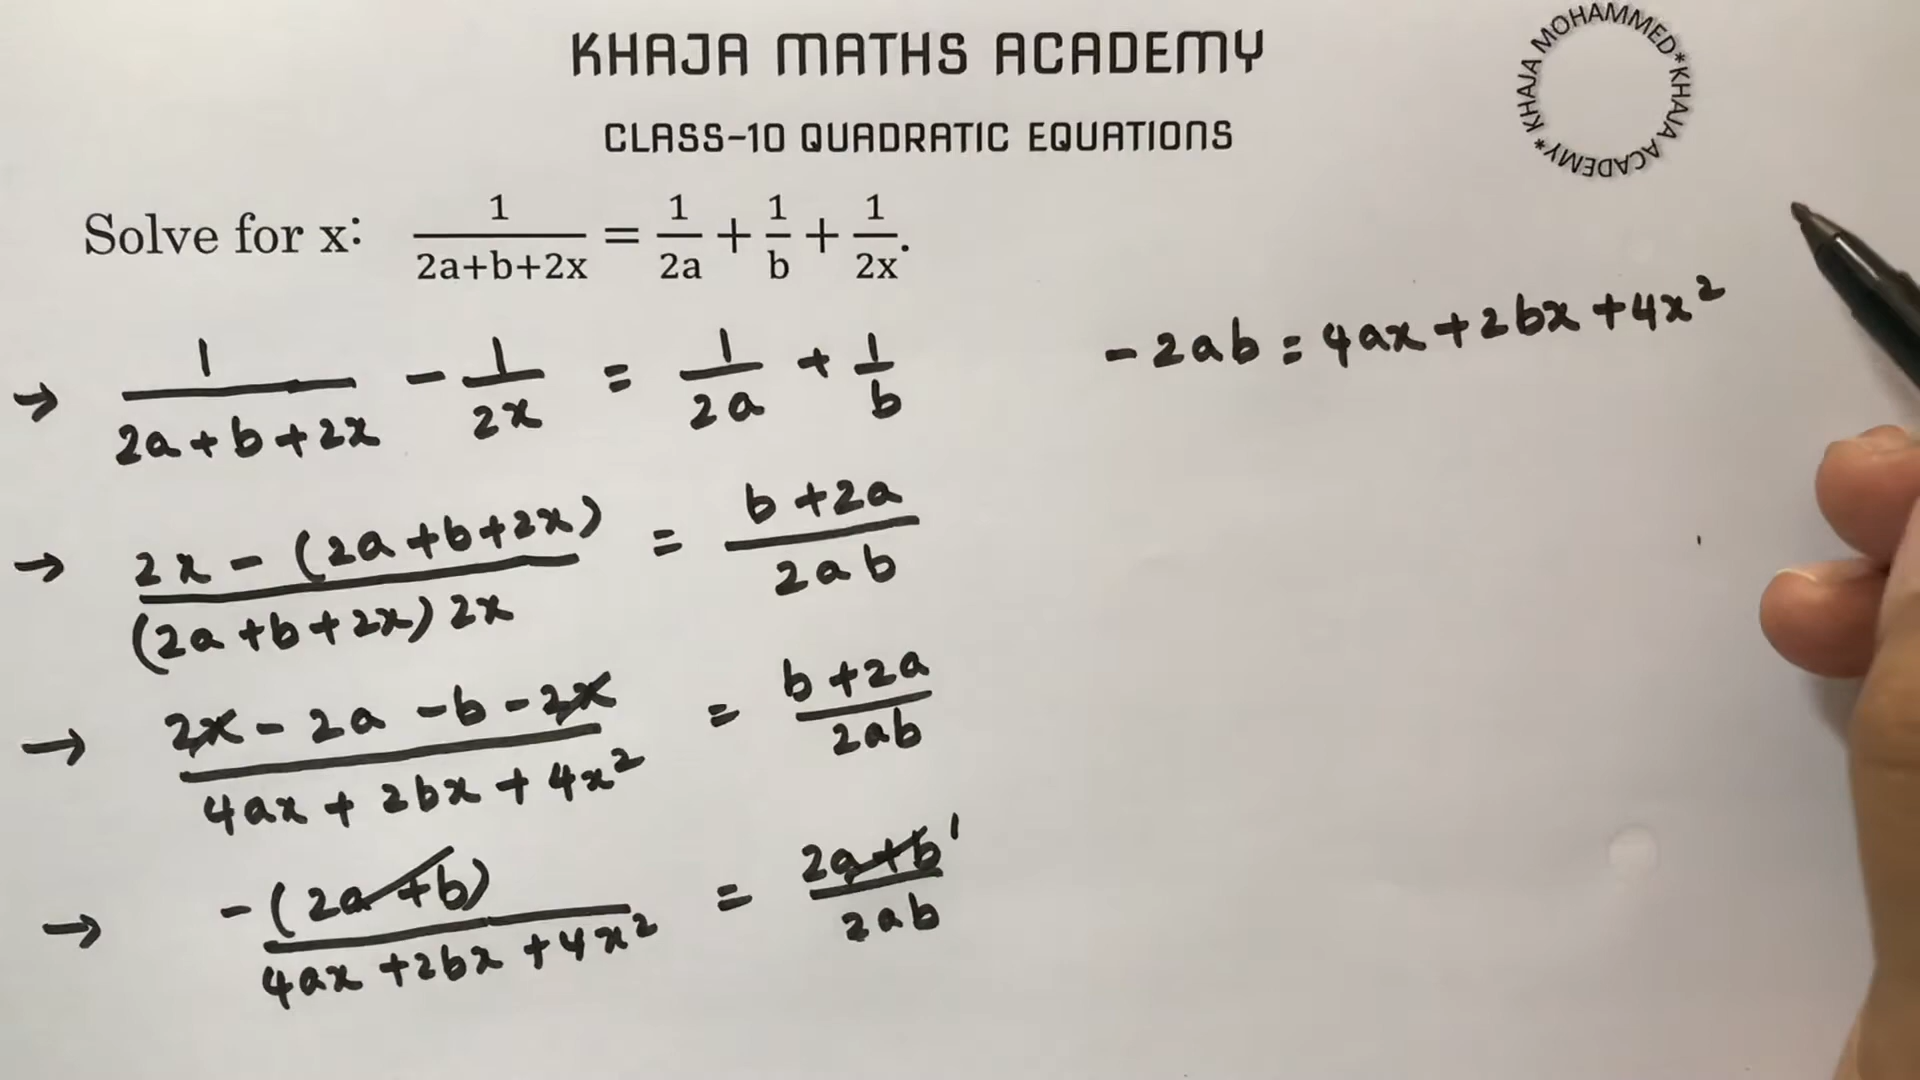 KHAJA MATHS ACADEMY
*KHAJA MOHAMMED*KHAJA ACADEMY
CLASS-10 QUADRATIC EQUATIONS
Solve for x: 1/(2a+b+2x) = 1/2a + 1/b + 1/2x.
→ 1/(2a+b+2x) - 1/2x = 1/2a + 1/b
→ (2x - (2a+b+2x))/((2a+b+2x)2x) = (b+2a)/2ab
→ (2x - 2a - b - 2x)/(4ax + 2bx + 4x²) = (b+2a)/2ab
→ -(2a+b)/(4ax+2bx+4x²) = (2a+b)/2ab 1
-2ab = 4ax+2bx+4x²